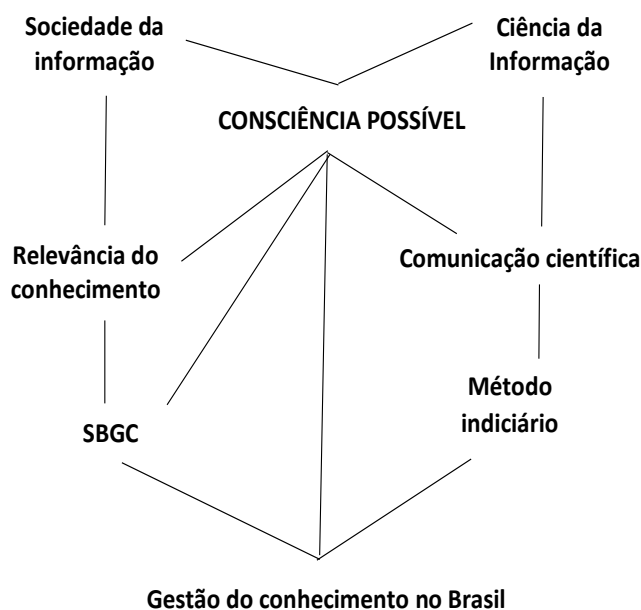 Sociedade da
informação
Ciência da
Informação
CONSCIÊNCIA POSSÍVEL
Relevância do
conhecimento
Comunicação científica
SBGC
Método
indiciário
Gestão do conhecimento no Brasil